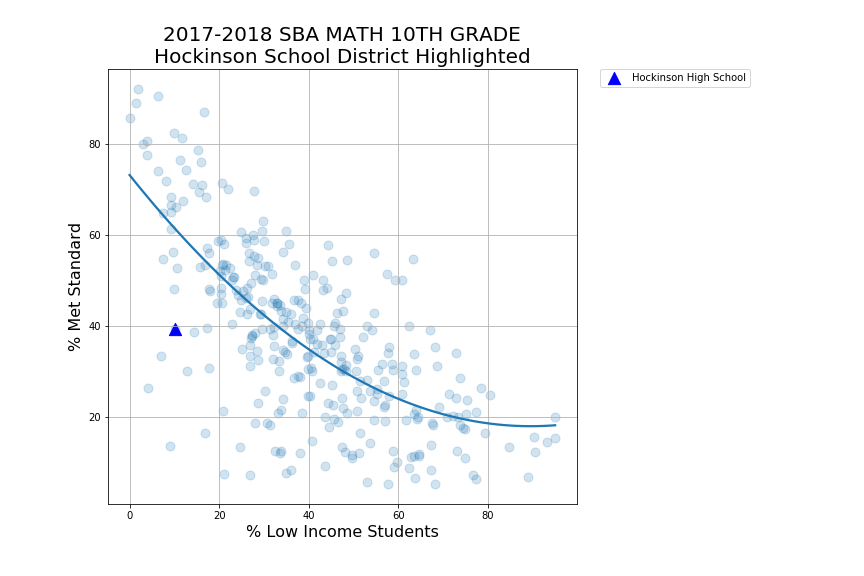 2017-2018 SBA MATH 10TH GRADE
Hockinson School District Highlighted
Hockinson High School
% Met Standard
80
60
40
20
0
20
40
60
80
% Low Income Students